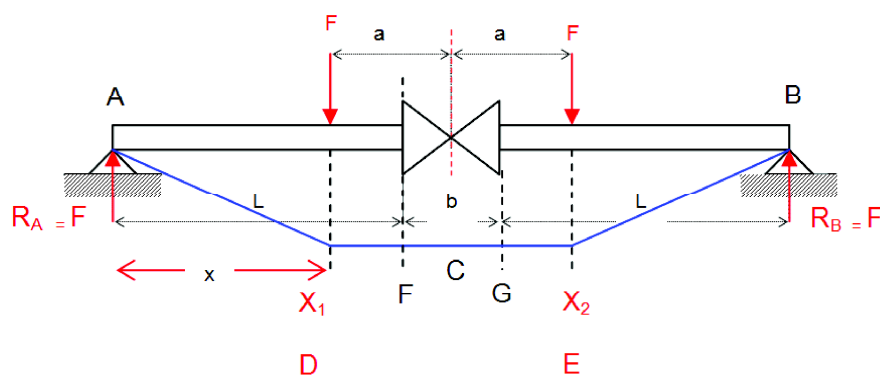 F a a F
A B
L b L
R_A = F R_B = F
x C
X_1 F G X_2
D E